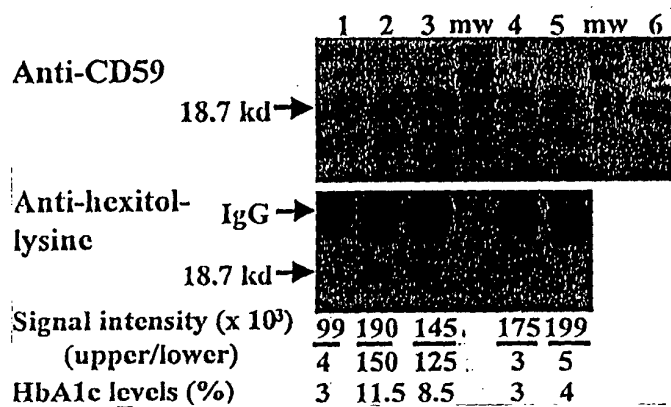 1 2 3 mw 4 5 mw 6
Anti-CD59
18.7 kd
Anti-hexitol-
lysine
IgG
18.7 kd
Signal intensity (x 10³)
99 190 145 175 199
(upper/lower)
4 150 125 3 5
HbA1c levels (%)
3 11.5 8.5 3 4